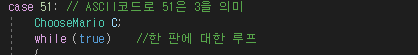 case 51: // ASCII코드로 51은 3을 의미
ChooseMario C;
while (true) //한 판에 대한 루프
{